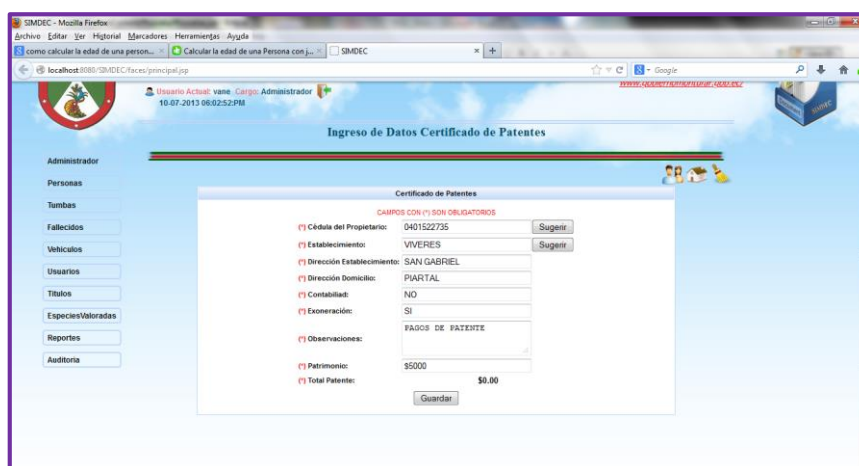 SIMDEC - Mozilla Firefox
Archivo Editar Ver Historial Marcadores Herramientas Ayuda
como calcular la edad de una person... × Calcular la edad de una Persona con j... × SIMDEC × +
localhost:8080/SIMDEC/faces/principal.jsp Google
Usuario Actual: vane Cargo: Administrador
10-07-2013 06:02:52:PM
Ingreso de Datos Certificado de Patentes
Administrador
Personas
Tumbas
Fallecidos
Vehiculos
Usuarios
Titulos
EspeciesValoradas
Reportes
Auditoria
Certificado de Patentes
CAMPOS CON (*) SON OBLIGATORIOS
(*) Cédula del Propietario: 0401522735 Sugerir
(*) Establecimiento: VIVERES Sugerir
(*) Dirección Establecimiento: SAN GABRIEL
(*) Dirección Domicilio: PIARTAL
(*) Contabiliad: NO
(*) Exoneración: SI
(*) Observaciones: PAGOS DE PATENTE
(*) Patrimonio: $5000
(*) Total Patente: $0.00
Guardar